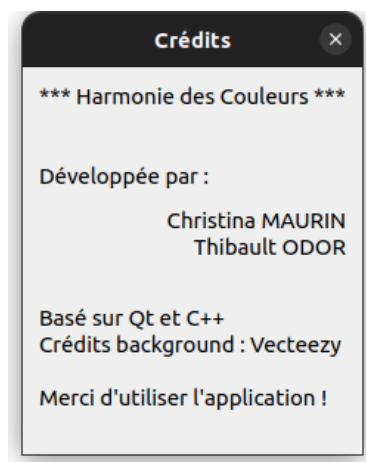 Crédits
*** Harmonie des Couleurs ***
Développée par :
Christina MAURIN
Thibault ODOR
Basé sur Qt et C++
Crédits background : Vecteezy
Merci d'utiliser l'application !